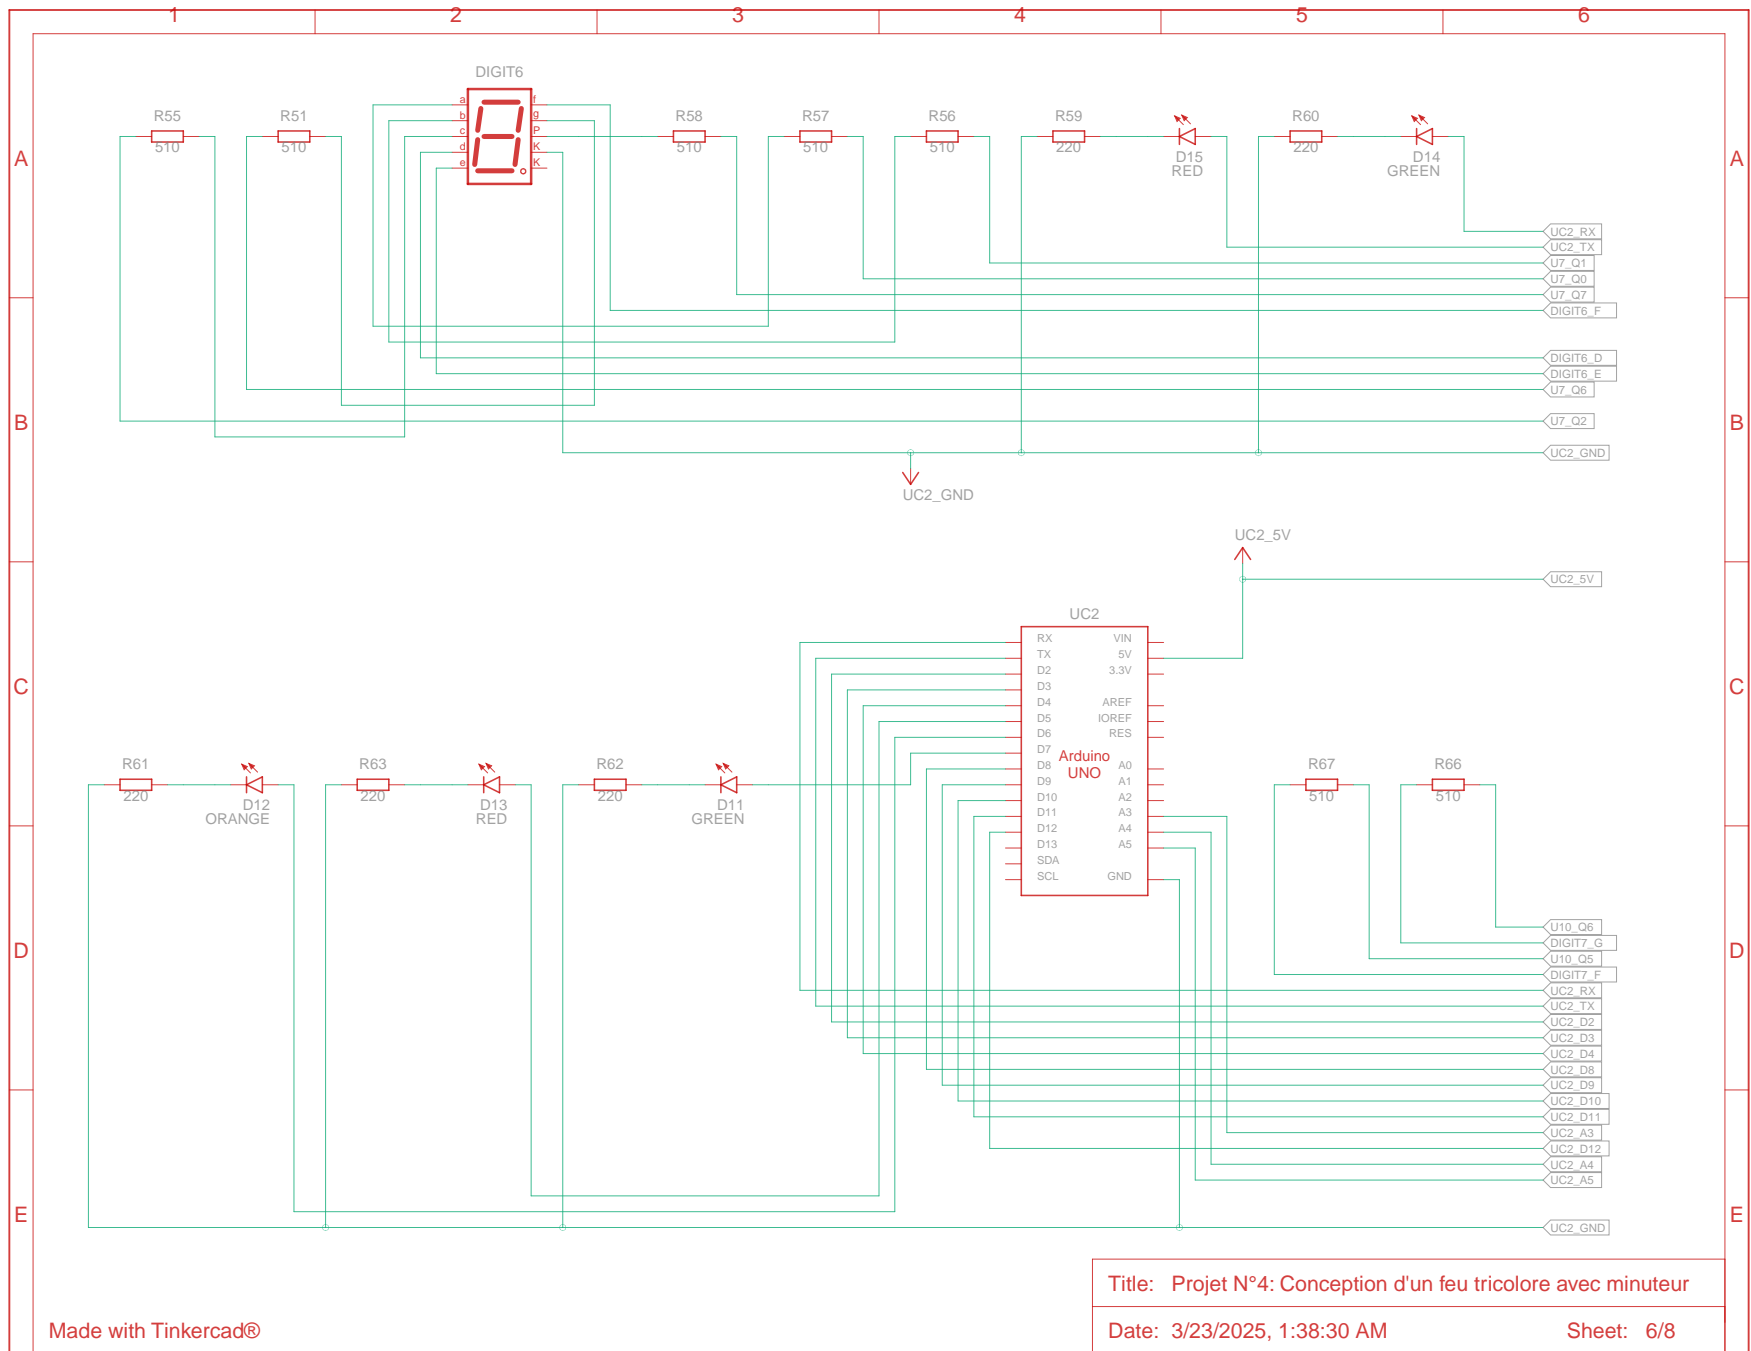 1 2 3 4 5 6
DIGIT6
R55 R51 R58 R57 R56 R59 R60
510 510 510 510 510 220 220
a f
b g
c P
d K
e K
A A
D15 D14
RED GREEN
UC2_RX
UC2_TX
U7_Q1
U7_Q0
U7_Q7
DIGIT6_F
DIGIT6_D
DIGIT6_E
U7_Q6
B B
U7_Q2
UC2_GND
UC2_GND
UC2_5V
UC2_5V
UC2
RX VIN
TX 5V
D2 3.3V
D3
C C
D4 AREF
D5 IOREF
D6 RES
D7
Arduino
UNO
D8 A0
D9 A1
D10 A2
D11 A3
D12 A4
D13 A5
SDA
SCL GND
R61 R63 R62 R67 R66
220 220 220 510 510
D12 D13 D11
ORANGE RED GREEN
D D
U10_Q6
DIGIT7_G
U10_Q5
DIGIT7_F
UC2_RX
UC2_TX
UC2_D2
UC2_D3
UC2_D4
UC2_D8
UC2_D9
UC2_D10
UC2_D11
UC2_A3
UC2_D12
UC2_A4
UC2_A5
E E
UC2_GND
Title: Projet N°4: Conception d'un feu tricolore avec minuteur
Made with Tinkercad® Date: 3/23/2025, 1:38:30 AM Sheet: 6/8